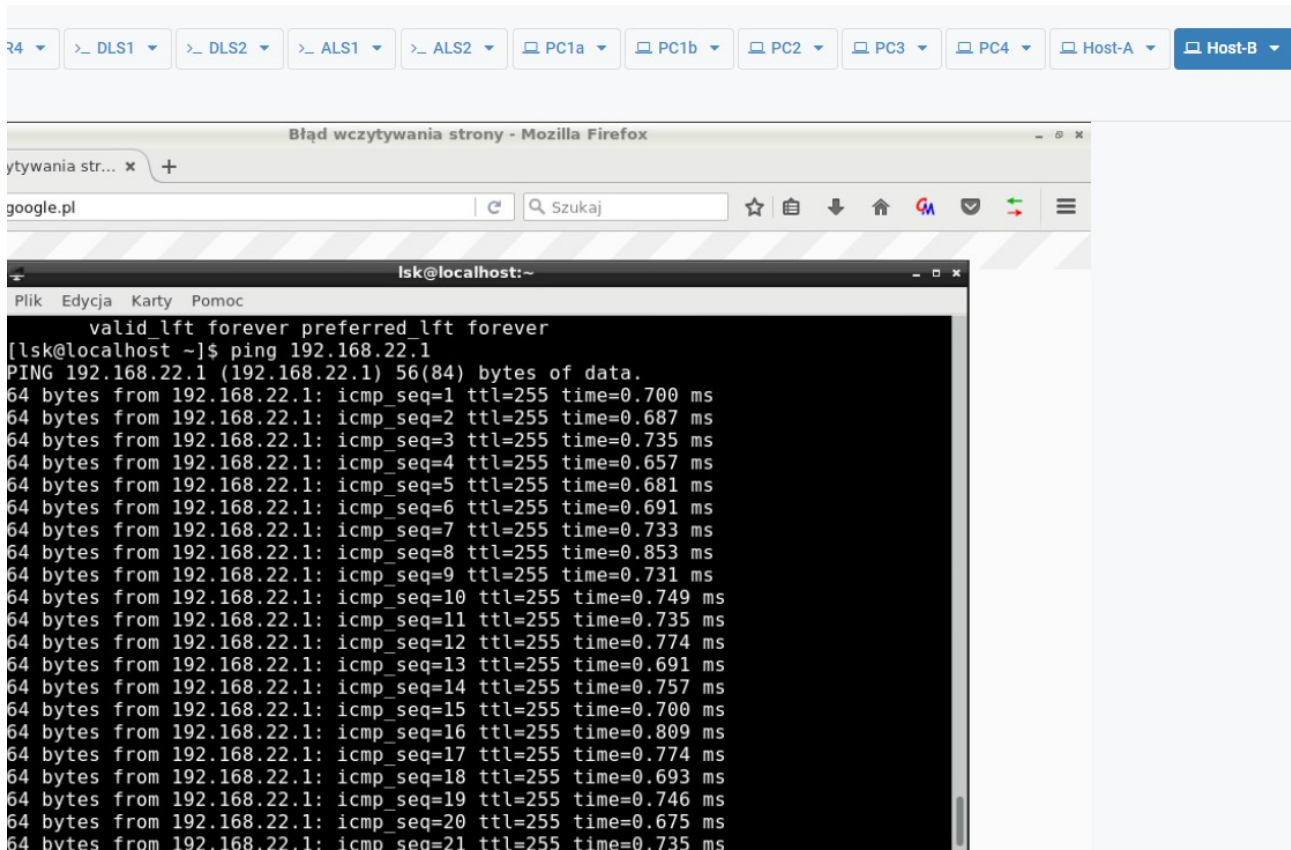 R4 >_ DLS1 >_ DLS2 >_ ALS1 >_ ALS2 PC1a PC1b PC2 PC3 PC4 Host-A Host-B
Błąd wczytywania strony - Mozilla Firefox
ytywania str... × +
google.pl Szukaj
lsk@localhost:~
Plik Edycja Karty Pomoc
valid_lft forever preferred_lft forever
[lsk@localhost ~]$ ping 192.168.22.1
PING 192.168.22.1 (192.168.22.1) 56(84) bytes of data.
64 bytes from 192.168.22.1: icmp_seq=1 ttl=255 time=0.700 ms
64 bytes from 192.168.22.1: icmp_seq=2 ttl=255 time=0.687 ms
64 bytes from 192.168.22.1: icmp_seq=3 ttl=255 time=0.735 ms
64 bytes from 192.168.22.1: icmp_seq=4 ttl=255 time=0.657 ms
64 bytes from 192.168.22.1: icmp_seq=5 ttl=255 time=0.681 ms
64 bytes from 192.168.22.1: icmp_seq=6 ttl=255 time=0.691 ms
64 bytes from 192.168.22.1: icmp_seq=7 ttl=255 time=0.733 ms
64 bytes from 192.168.22.1: icmp_seq=8 ttl=255 time=0.853 ms
64 bytes from 192.168.22.1: icmp_seq=9 ttl=255 time=0.731 ms
64 bytes from 192.168.22.1: icmp_seq=10 ttl=255 time=0.749 ms
64 bytes from 192.168.22.1: icmp_seq=11 ttl=255 time=0.735 ms
64 bytes from 192.168.22.1: icmp_seq=12 ttl=255 time=0.774 ms
64 bytes from 192.168.22.1: icmp_seq=13 ttl=255 time=0.691 ms
64 bytes from 192.168.22.1: icmp_seq=14 ttl=255 time=0.757 ms
64 bytes from 192.168.22.1: icmp_seq=15 ttl=255 time=0.700 ms
64 bytes from 192.168.22.1: icmp_seq=16 ttl=255 time=0.809 ms
64 bytes from 192.168.22.1: icmp_seq=17 ttl=255 time=0.774 ms
64 bytes from 192.168.22.1: icmp_seq=18 ttl=255 time=0.693 ms
64 bytes from 192.168.22.1: icmp_seq=19 ttl=255 time=0.746 ms
64 bytes from 192.168.22.1: icmp_seq=20 ttl=255 time=0.675 ms
64 bytes from 192.168.22.1: icmp_seq=21 ttl=255 time=0.735 ms